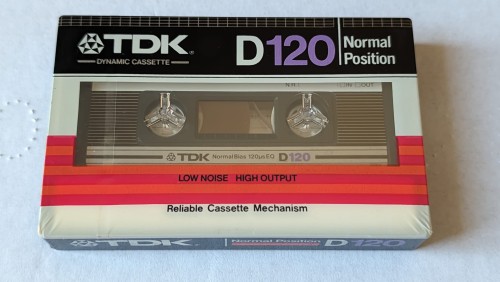 TDK
DYNAMIC CASSETTE
D120
Normal
Position
N.R. IN OUT
TDK Normal Bias 120μs EQ D120
LOW NOISE HIGH OUTPUT
Reliable Cassette Mechanism
TDK Normal Position D120